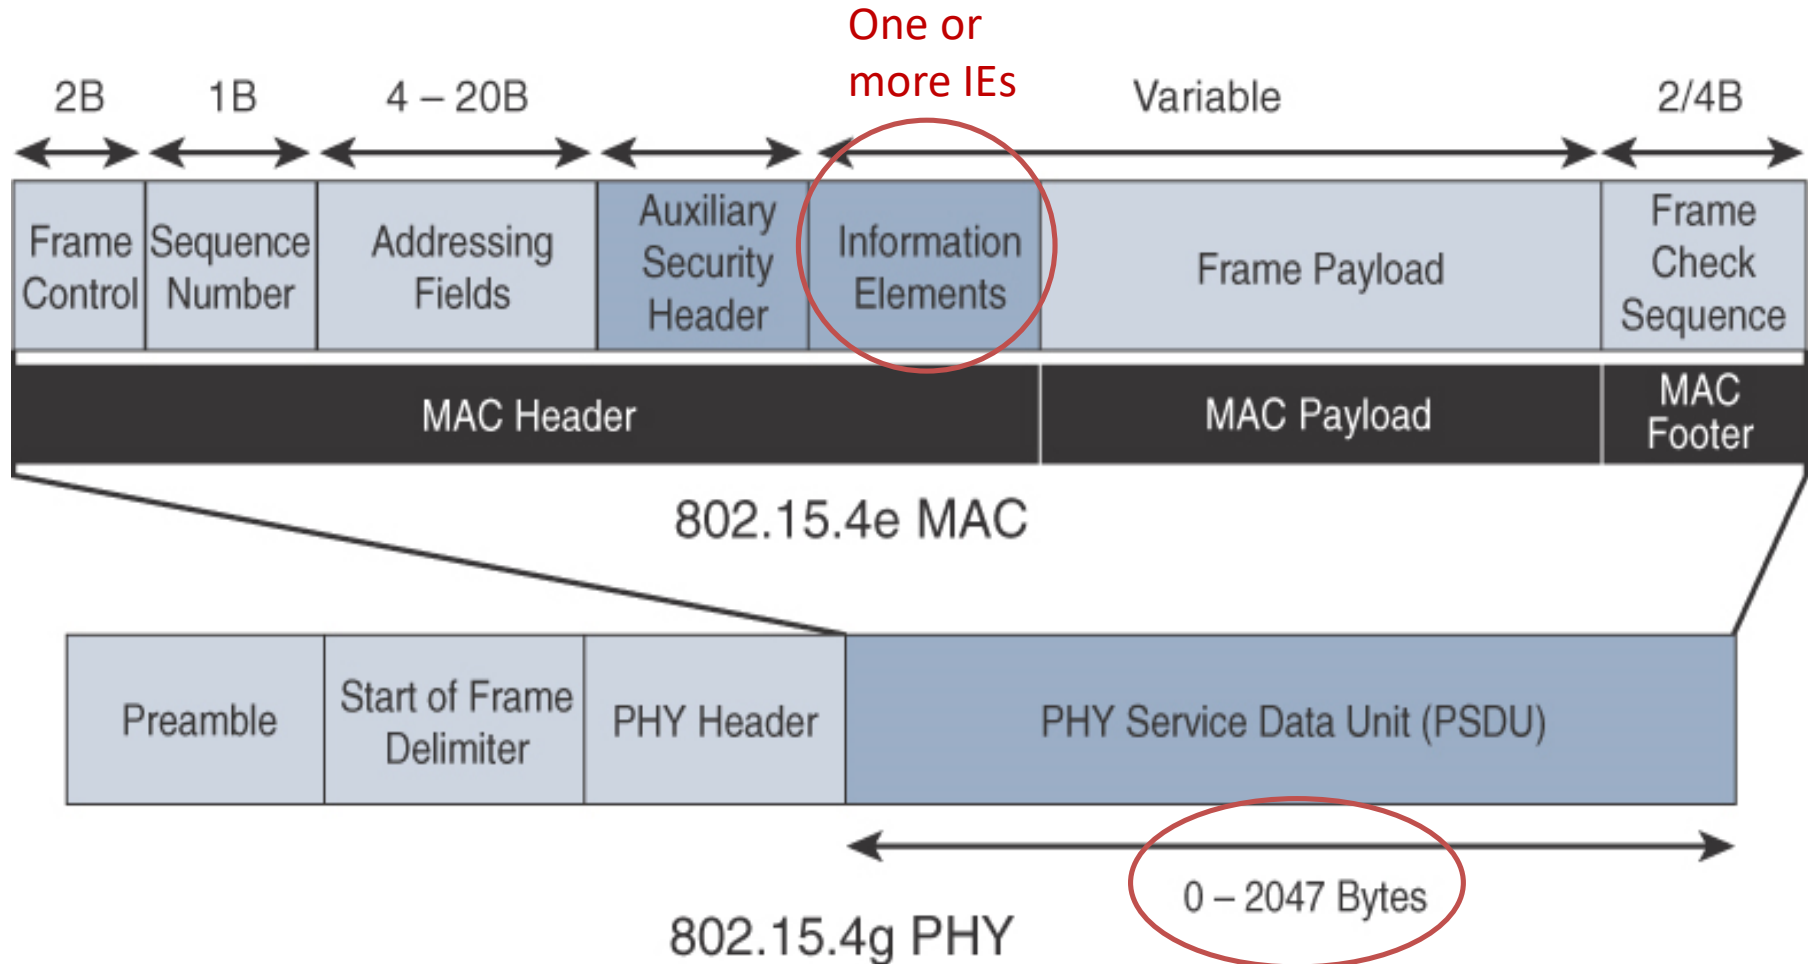 One or
more IEs
2B
1B
4 – 20B
Variable
2/4B
Frame
Control
Sequence
Number
Addressing
Fields
Auxiliary
Security
Header
Information
Elements
Frame Payload
Frame
Check
Sequence
MAC Header
MAC Payload
MAC
Footer
802.15.4e MAC
Preamble
Start of Frame
Delimiter
PHY Header
PHY Service Data Unit (PSDU)
0 – 2047 Bytes
802.15.4g PHY